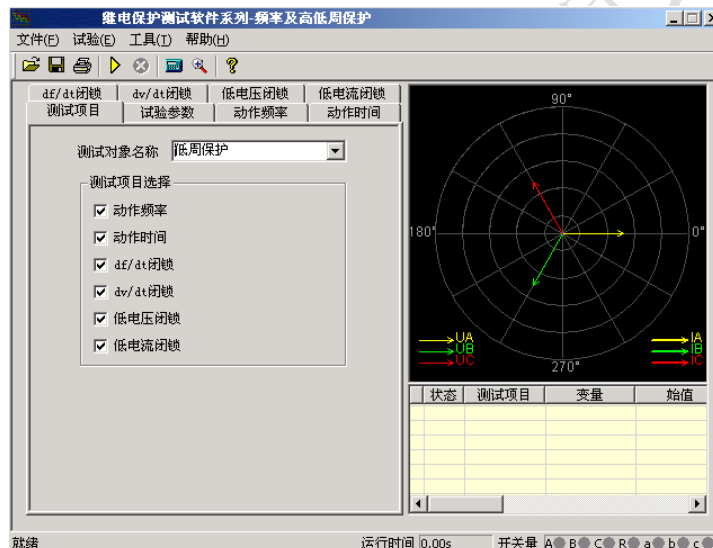 继电保护测试软件系列-频率及高低周保护
文件(F) 试验(E) 工具(T) 帮助(H)
df/dt闭锁 dv/dt闭锁 低电压闭锁 低电流闭锁
测试项目 试验参数 动作频率 动作时间
测试对象名称 低周保护
测试项目选择
动作频率
动作时间
df/dt闭锁
dv/dt闭锁
低电压闭锁
低电流闭锁
90°
180°
0°
270°
UA
UB
UC
IA
IB
IC
状态 测试项目 变量 始值
就绪 运行时间 0.00s 开关量 A B C R a b c